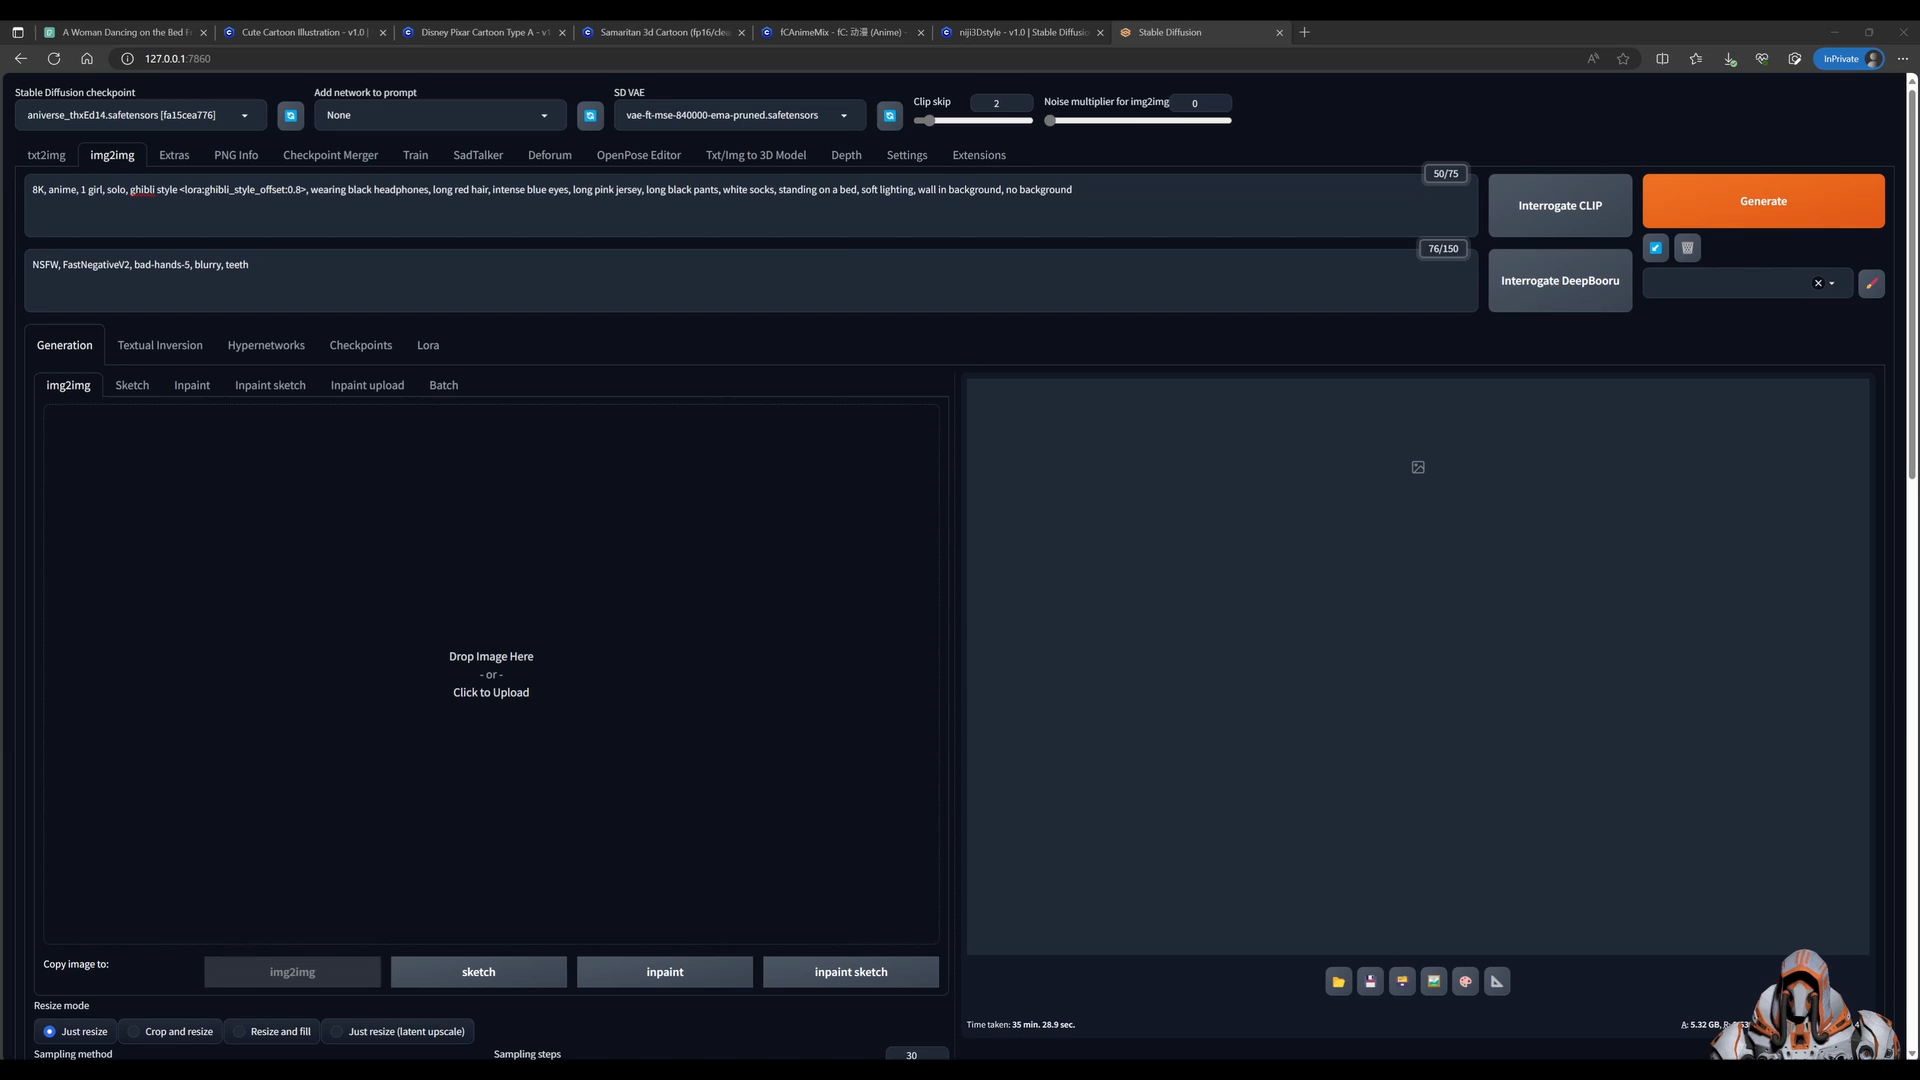 A Woman Dancing on the Bed F
Cute Cartoon Illustration - v1.0 |
Disney Pixar Cartoon Type A - v1
Samaritan 3d Cartoon (fp16/clea
fCAnimeMix - fC: 动漫 (Anime) -
niji3Dstyle - v1.0 | Stable Diffusio
Stable Diffusion
127.0.0.1:7860
InPrivate
Stable Diffusion checkpoint
Add network to prompt
SD VAE
Clip skip
2
Noise multiplier for img2img
0
aniverse_thxEd14.safetensors [fa15cea776]
None
vae-ft-mse-840000-ema-pruned.safetensors
txt2img
img2img
Extras
PNG Info
Checkpoint Merger
Train
SadTalker
Deforum
OpenPose Editor
Txt/Img to 3D Model
Depth
Settings
Extensions
50/75
8K, anime, 1 girl, solo, ghibli style <lora:ghibli_style_offset:0.8>, wearing black headphones, long red hair, intense blue eyes, long pink jersey, long black pants, white socks, standing on a bed, soft lighting, wall in background, no background
Interrogate CLIP
Generate
76/150
NSFW, FastNegativeV2, bad-hands-5, blurry, teeth
Interrogate DeepBooru
Generation
Textual Inversion
Hypernetworks
Checkpoints
Lora
img2img
Sketch
Inpaint
Inpaint sketch
Inpaint upload
Batch
Drop Image Here
- or -
Click to Upload
Copy image to:
img2img
sketch
inpaint
inpaint sketch
Resize mode
Just resize
Crop and resize
Resize and fill
Just resize (latent upscale)
Time taken: 35 min. 28.9 sec.
A: 5.32 GB, R:
Sampling method
Sampling steps
30